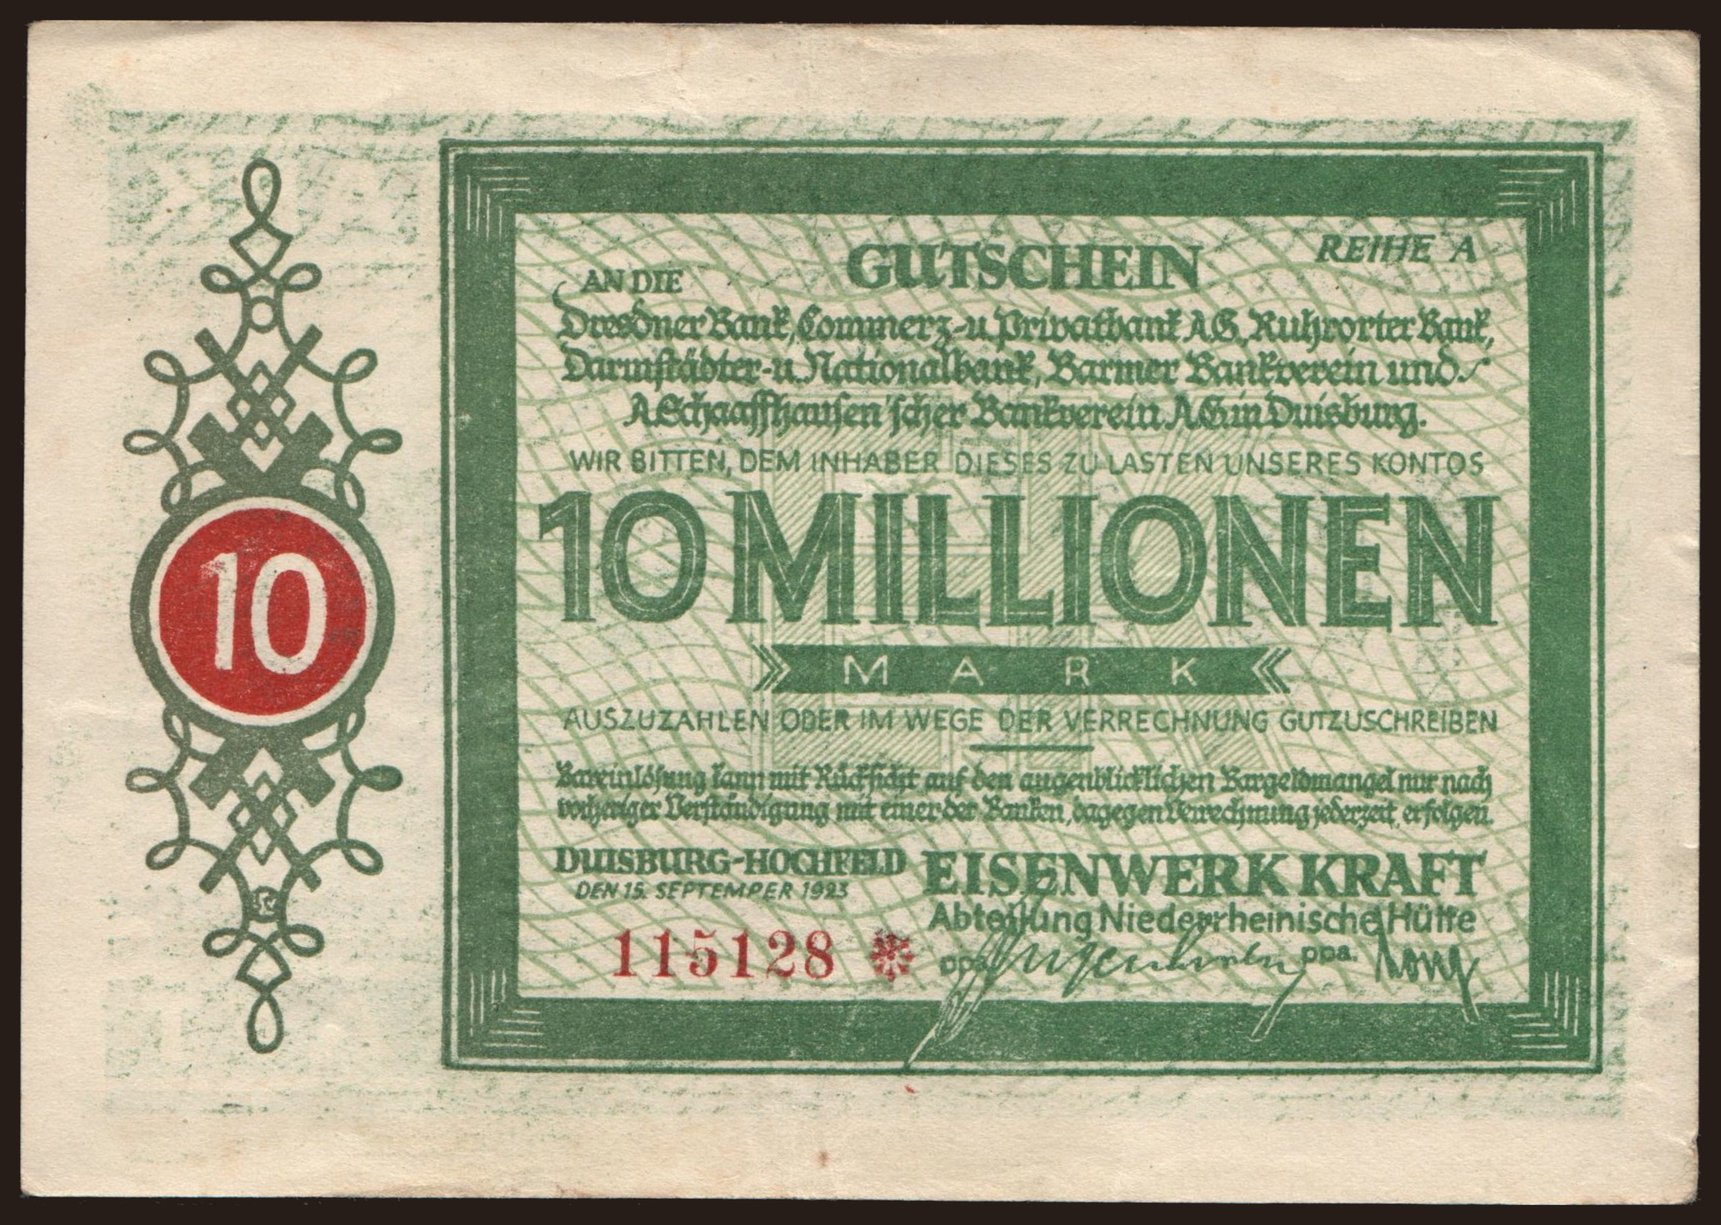 GUTSCHEIN
REIHE A
AN DIE
Dresdner Bank, Commerz- u. Privatbank A.G., Ruhrorter Bank,
Darmstädter- u. Nationalbank, Barmer Bankverein und
A. Schaaffhausen'scher Bankverein A.G. in Duisburg.
WIR BITTEN, DEM INHABER DIESES ZU LASTEN UNSERES KONTOS
10 MILLIONEN
MARK
AUSZUZAHLEN ODER IM WEGE DER VERRECHNUNG GUTZUSCHREIBEN
Bareinlösung kann mit Rücksicht auf den augenblicklichen Bargeldmangel nur nach
vorheriger Verständigung mit einer der Banken, dagegen Verrechnung jederzeit, erfolgen.
DUISBURG-HOCHFELD
DEN 15. SEPTEMPER 1923
EISENWERK KRAFT
Abteilung Niederrheinische Hütte
115128
ppa. ppa.
10